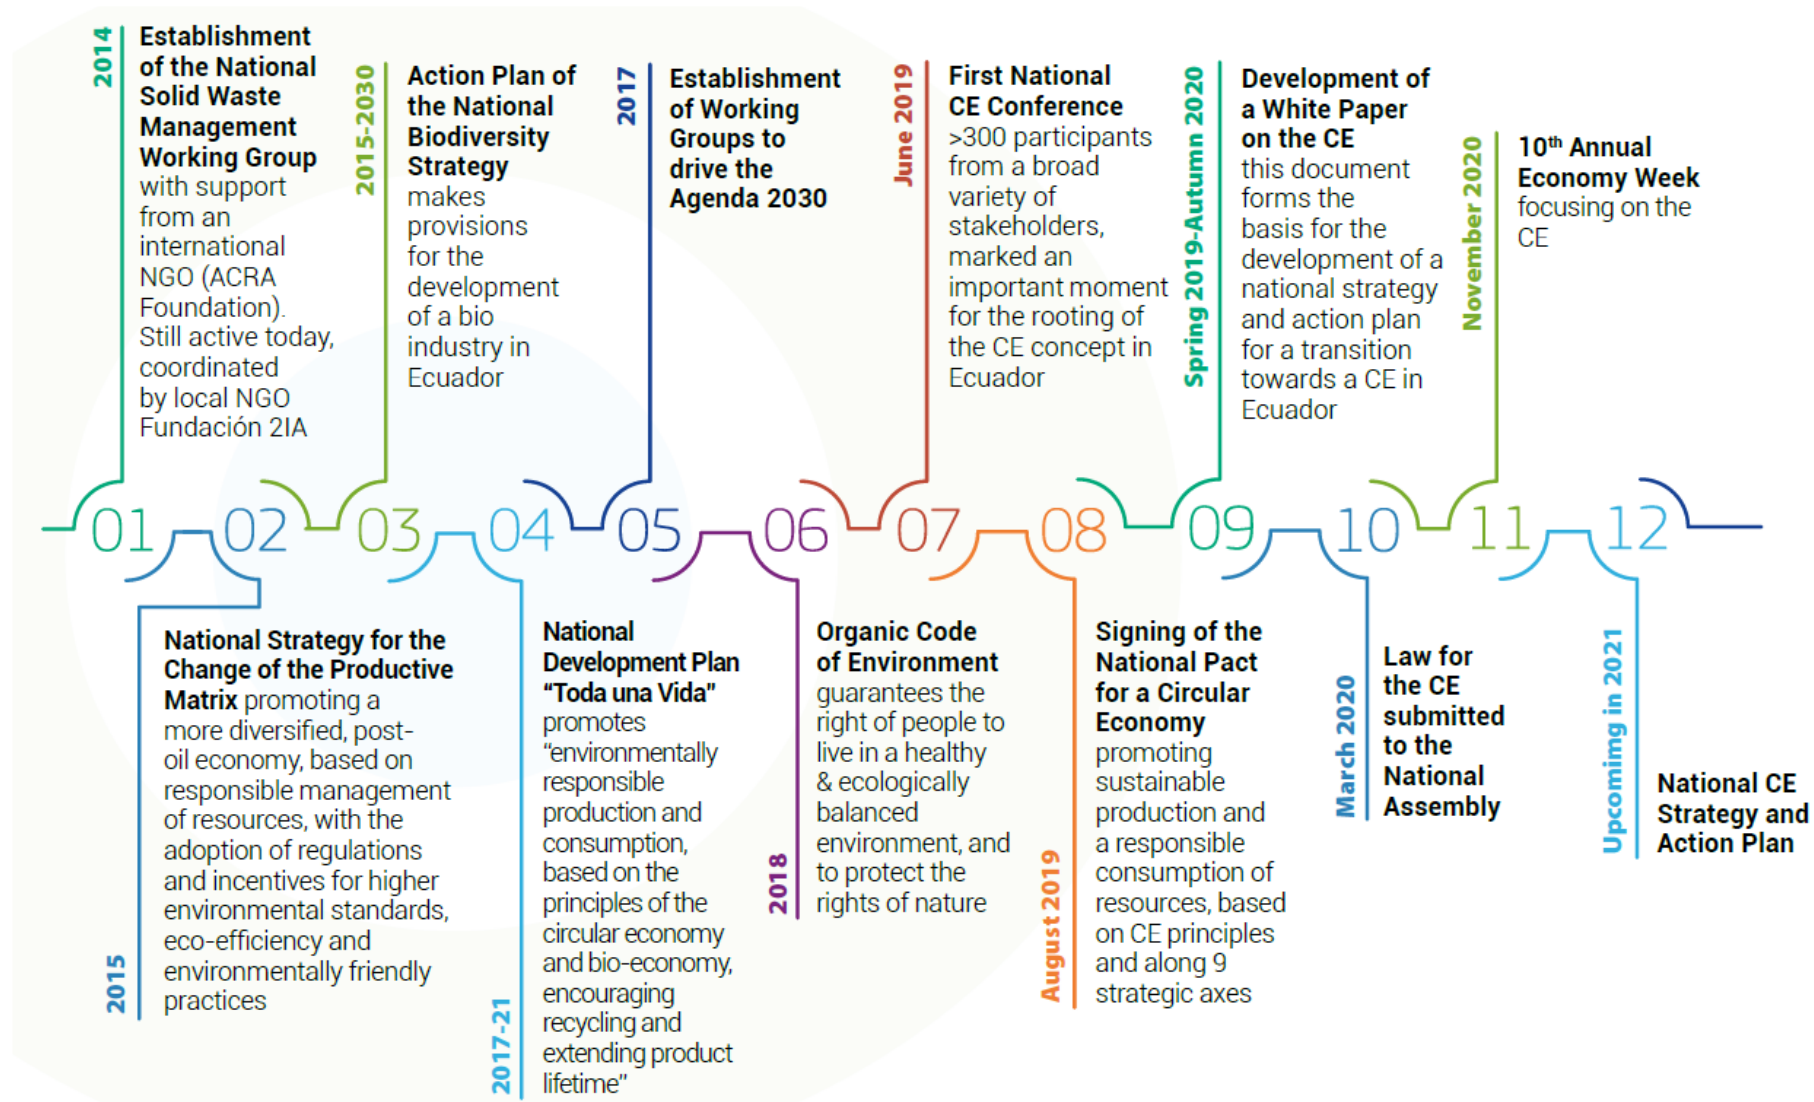 2014
Establishment
of the National
Solid Waste
Management
Working Group
with support
from an
international
NGO (ACRA
Foundation).
Still active today,
coordinated
by local NGO
Fundación 2IA
2015-2030
Action Plan of
the National
Biodiversity
Strategy
makes
provisions
for the
development
of a bio
industry in
Ecuador
2017
Establishment
of Working
Groups to
drive the
Agenda 2030
June 2019
First National
CE Conference
>300 participants
from a broad
variety of
stakeholders,
marked an
important moment
for the rooting of
the CE concept in
Ecuador
Spring 2019-Autumn 2020
Development of
a White Paper
on the CE
this document
forms the
basis for the
development of a
national strategy
and action plan
for a transition
towards a CE in
Ecuador
November 2020
10th Annual
Economy Week
focusing on the
CE
01 02 03 04 05 06 07 08 09 10 11 12
2015
National Strategy for the
Change of the Productive
Matrix promoting a
more diversified, post-
oil economy, based on
responsible management
of resources, with the
adoption of regulations
and incentives for higher
environmental standards,
eco-efficiency and
environmentally friendly
practices
2017-21
National
Development Plan
“Toda una Vida”
promotes
“environmentally
responsible
production and
consumption,
based on the
principles of the
circular economy
and bio-economy,
encouraging
recycling and
extending product
lifetime”
2018
Organic Code
of Environment
guarantees the
right of people to
live in a healthy
& ecologically
balanced
environment, and
to protect the
rights of nature
August 2019
Signing of the
National Pact
for a Circular
Economy
promoting
sustainable
production and
a responsible
consumption of
resources, based
on CE principles
and along 9
strategic axes
March 2020
Law for
the CE
submitted
to the
National
Assembly
Upcomimg in 2021
National CE
Strategy and
Action Plan